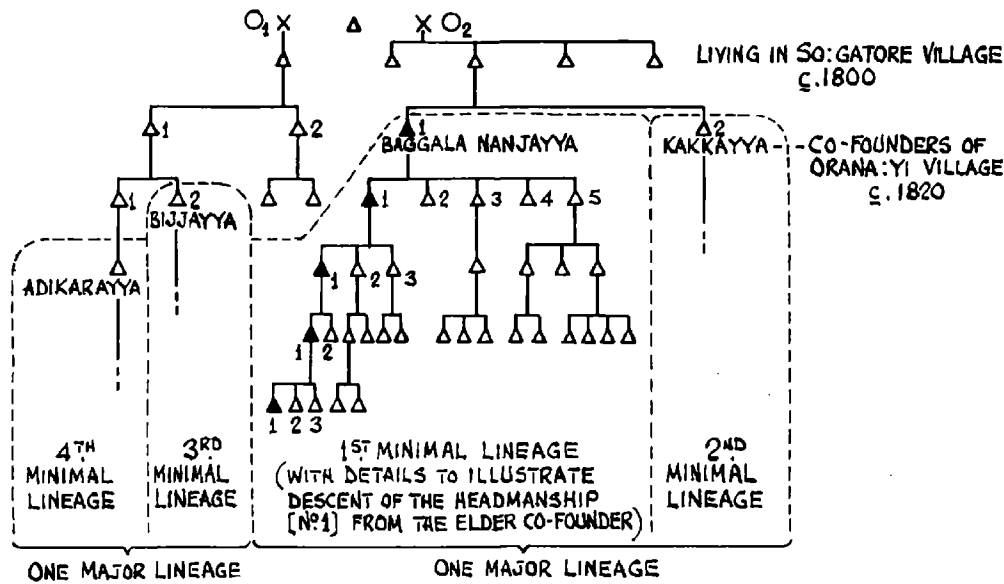 O₁ X Δ X O₂
LIVING IN SO:GATORE VILLAGE
c.1800
1 2 1 2
BAGGALA NANJAYYA
KAKKAYYA
CO-FOUNDERS OF
ORANA:YI VILLAGE
c.1820
1 2 1 2 3 4 5
BIJJAYYA
ADIKARAYYA
1 2 3
1 2
1 2 3
4TH
MINIMAL
LINEAGE
3RD
MINIMAL
LINEAGE
1ST MINIMAL LINEAGE
(WITH DETAILS TO ILLUSTRATE
DESCENT OF THE HEADMANSHIP
[Nº1] FROM THE ELDER CO-FOUNDER)
2ND
MINIMAL
LINEAGE
ONE MAJOR LINEAGE
ONE MAJOR LINEAGE